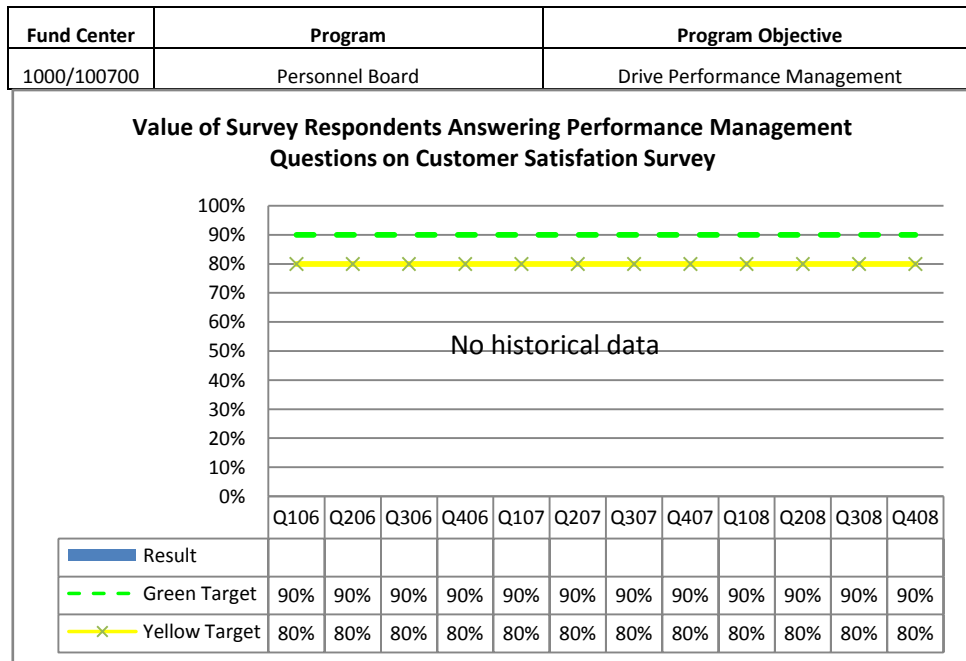 Fund Center Program Program Objective
1000/100700 Personnel Board Drive Performance Management
Value of Survey Respondents Answering Performance Management
Questions on Customer Satisfation Survey
100%
90%
80%
70%
60%
No historical data
50%
40%
30%
20%
10%
0%
Q106 Q206 Q306 Q406 Q107 Q207 Q307 Q407 Q108 Q208 Q308 Q408
Result
Green Target 90% 90% 90% 90% 90% 90% 90% 90% 90% 90% 90% 90%
Yellow Target 80% 80% 80% 80% 80% 80% 80% 80% 80% 80% 80% 80%